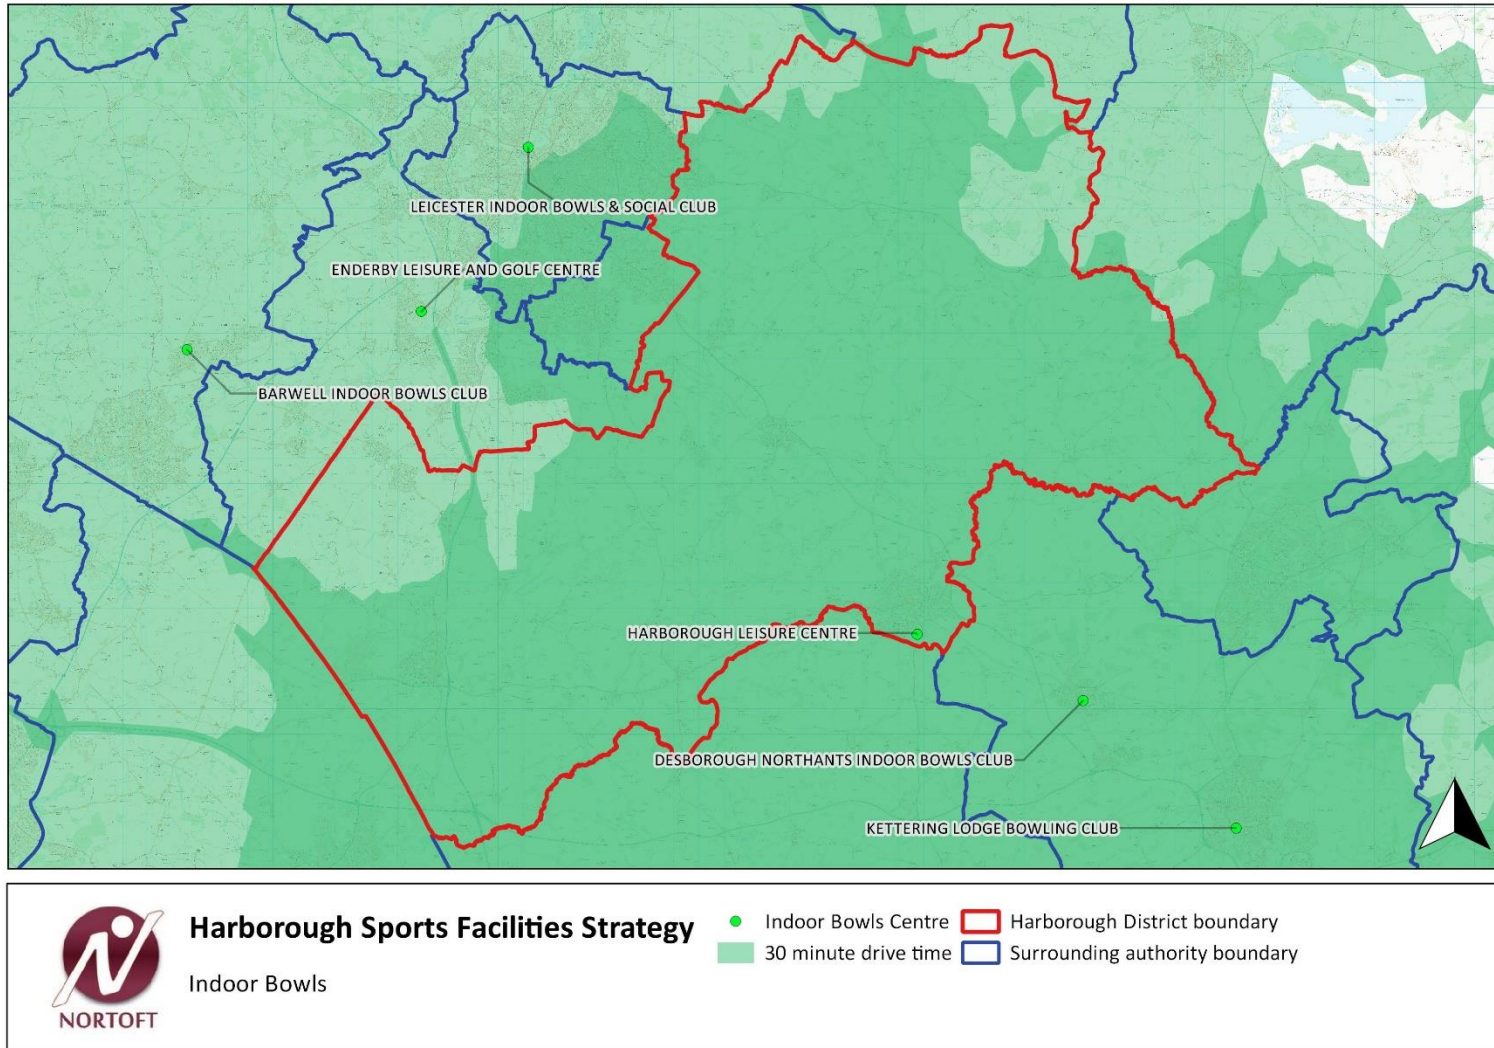 LEICESTER INDOOR BOWLS & SOCIAL CLUB
ENDERBY LEISURE AND GOLF CENTRE
BARWELL INDOOR BOWLS CLUB
HARBOROUGH LEISURE CENTRE
DESBOROUGH NORTHANTS INDOOR BOWLS CLUB
KETTERING LODGE BOWLING CLUB
NORTOFT
Harborough Sports Facilities Strategy
Indoor Bowls
Indoor Bowls Centre
30 minute drive time
Harborough District boundary
Surrounding authority boundary